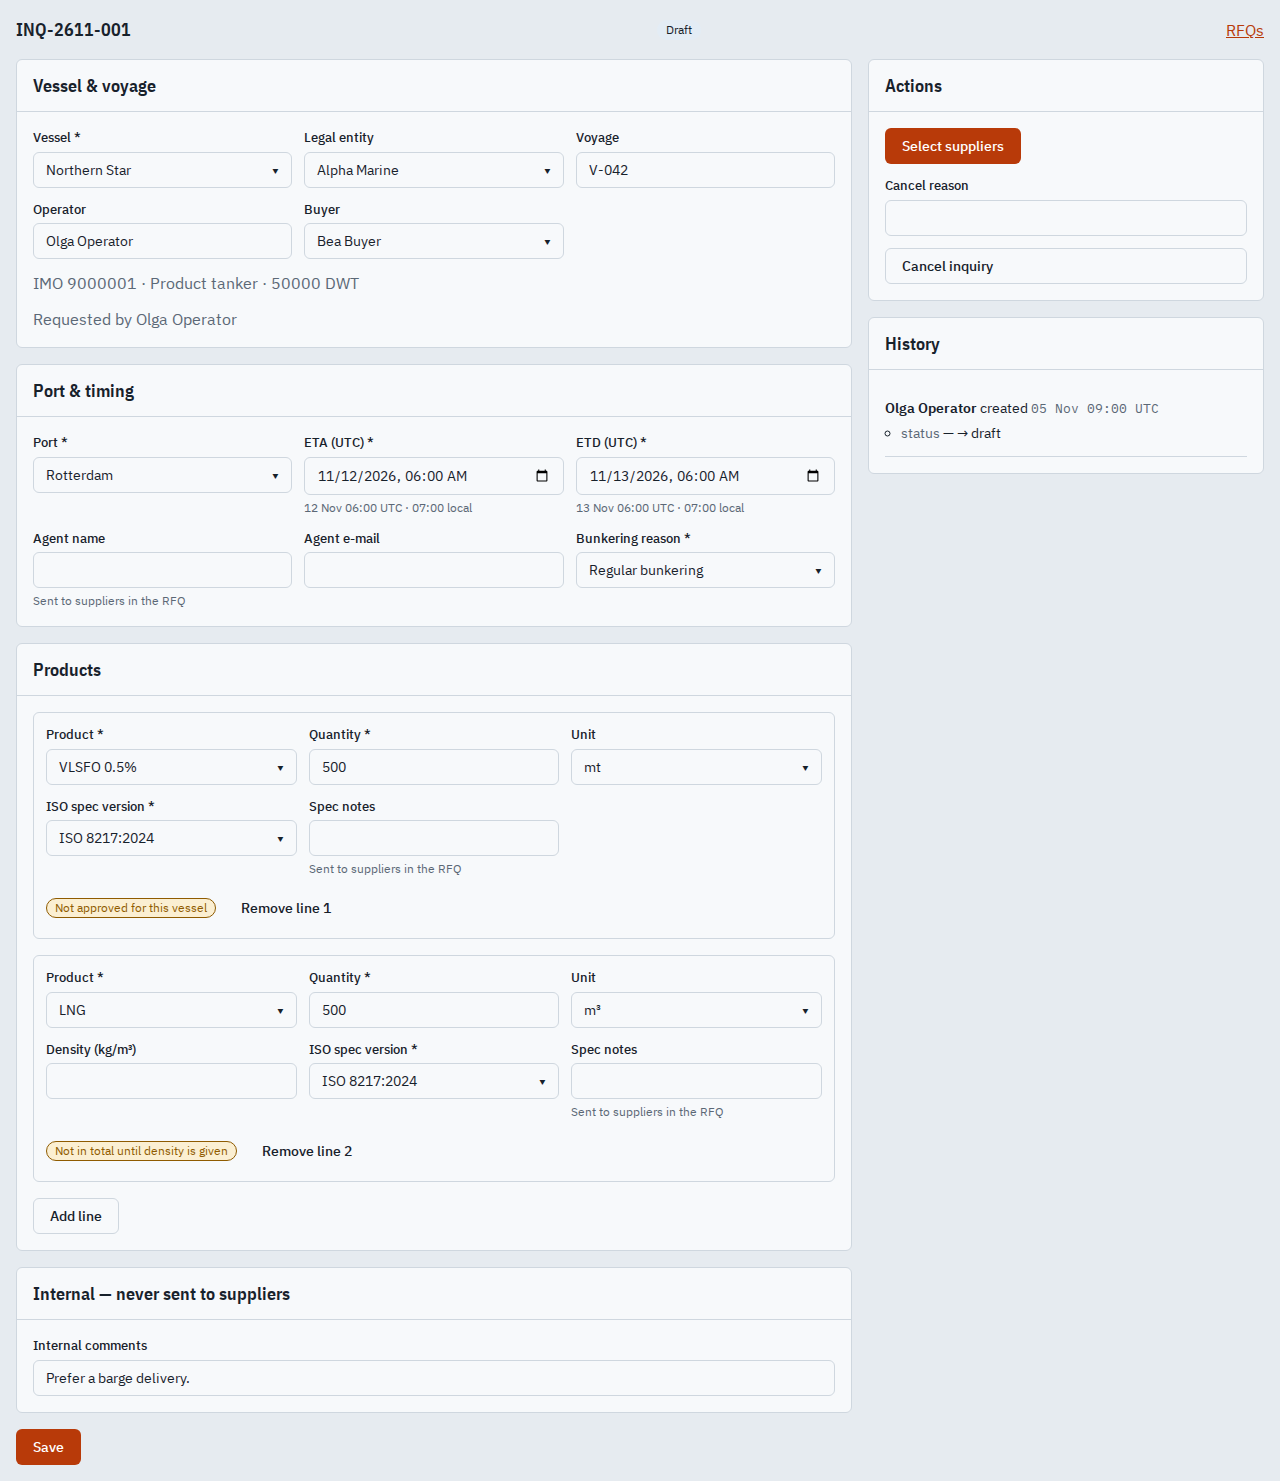 INQ-2611-001
Draft
RFQs
Vessel & voyage
Vessel *
Legal entity
Voyage
Northern Star
Alpha Marine
V-042
Operator
Buyer
Olga Operator
Bea Buyer
IMO 9000001 · Product tanker · 50000 DWT
Requested by Olga Operator
Port & timing
Port *
ETA (UTC) *
ETD (UTC) *
Rotterdam
11/12/2026, 06:00 AM
11/13/2026, 06:00 AM
12 Nov 06:00 UTC · 07:00 local
13 Nov 06:00 UTC · 07:00 local
Agent name
Agent e-mail
Bunkering reason *
Regular bunkering
Sent to suppliers in the RFQ
Products
Product *
Quantity *
Unit
VLSFO 0.5%
500
mt
ISO spec version *
Spec notes
ISO 8217:2024
Sent to suppliers in the RFQ
Not approved for this vessel
Remove line 1
Product *
Quantity *
Unit
LNG
500
m³
Density (kg/m³)
ISO spec version *
Spec notes
ISO 8217:2024
Sent to suppliers in the RFQ
Not in total until density is given
Remove line 2
Add line
Internal — never sent to suppliers
Internal comments
Prefer a barge delivery.
Save
Actions
Select suppliers
Cancel reason
Cancel inquiry
History
Olga Operator created 05 Nov 09:00 UTC
status — → draft